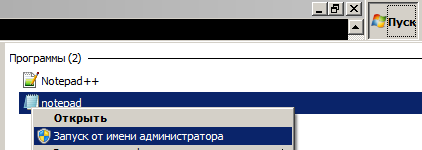 Пуск
Программы (2)
Notepad++
notepad
Открыть
Запуск от имени администратора